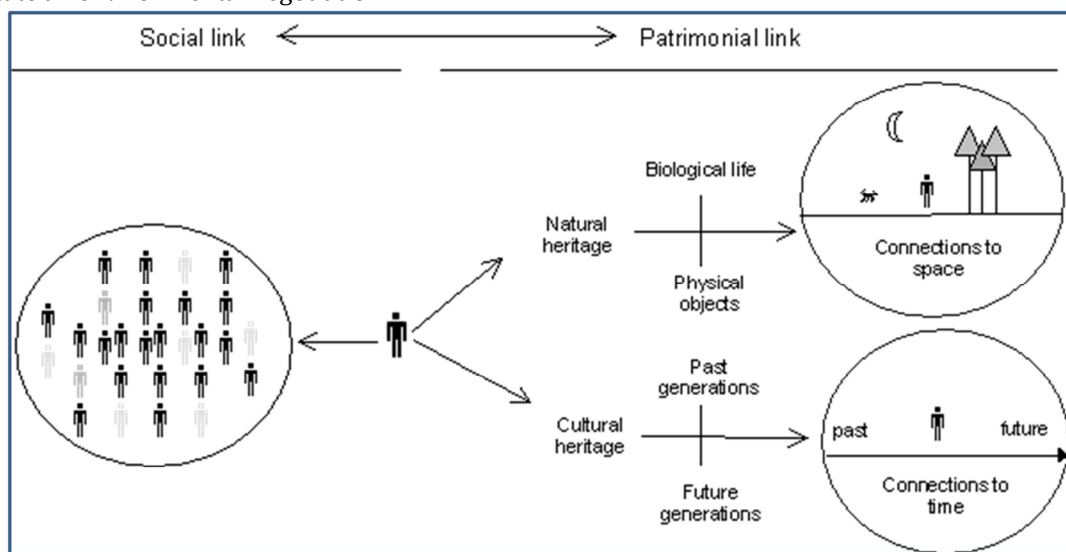 Social link
Patrimonial link
Biological life
Natural
heritage
Physical
objects
Connections to
space
Past
generations
Cultural
heritage
Future
generations
past
future
Connections to
time